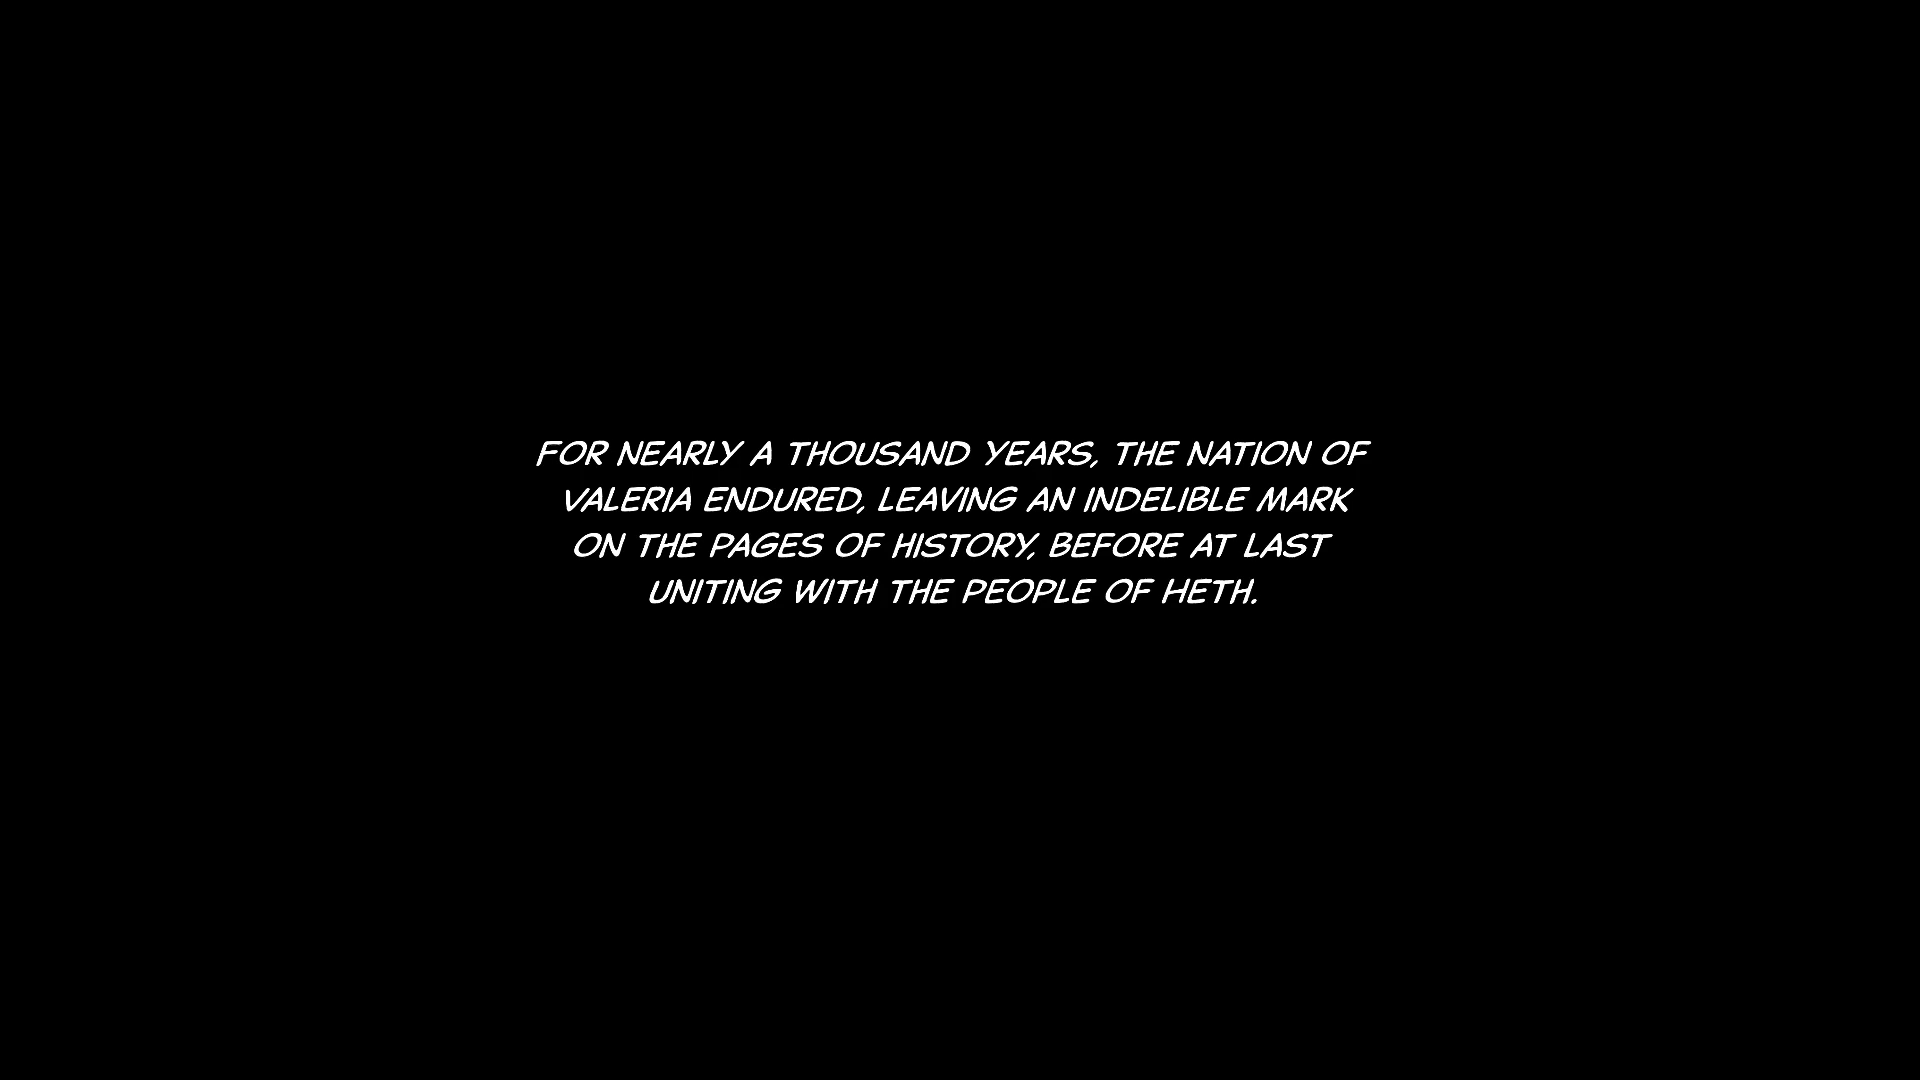 FOR NEARLY A THOUSAND YEARS, THE NATION OF
VALERIA ENDURED, LEAVING AN INDELIBLE MARK
ON THE PAGES OF HISTORY, BEFORE AT LAST
UNITING WITH THE PEOPLE OF HETH.